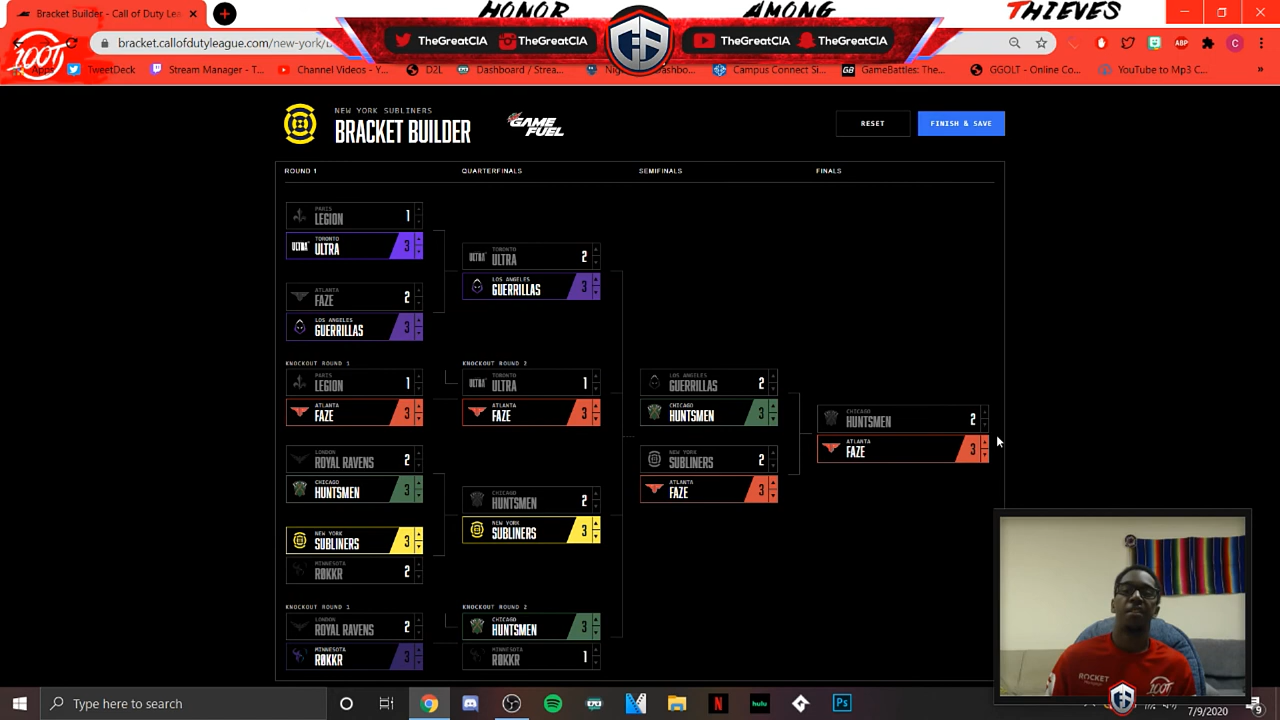 HONOR AMONG THIEVES
Bracket Builder - Call of Duty Lea
bracket.callofdutyleague.com/new-york/b
TheGreatCIA TheGreatCIA TheGreatCIA TheGreatCIA
100T
Apps TweetDeck Stream Manager - T... Channel Videos - Y... D2L Dashboard / Strea... Campus Connect Si... GameBattles: The... GGOLT - Online Co... YouTube to Mp3 C...
NEW YORK SUBLINERS
BRACKET BUILDER
GAME FUEL
RESET
FINISH & SAVE
ROUND 1 QUARTERFINALS SEMIFINALS FINALS
PARIS
LEGION 1
TORONTO
ULTRA 3
ATLANTA
FAZE 2
LOS ANGELES
GUERRILLAS 3
KNOCKOUT ROUND 1
PARIS
LEGION 1
ATLANTA
FAZE 3
LONDON
ROYAL RAVENS 2
CHICAGO
HUNTSMEN 3
NEW YORK
SUBLINERS 3
MINNESOTA
RØKKR 2
KNOCKOUT ROUND 1
LONDON
ROYAL RAVENS 2
MINNESOTA
RØKKR 3
TORONTO
ULTRA 2
LOS ANGELES
GUERRILLAS 3
KNOCKOUT ROUND 2
TORONTO
ULTRA 1
ATLANTA
FAZE 3
CHICAGO
HUNTSMEN 2
NEW YORK
SUBLINERS 3
KNOCKOUT ROUND 2
CHICAGO
HUNTSMEN 3
MINNESOTA
RØKKR 1
LOS ANGELES
GUERRILLAS 2
CHICAGO
HUNTSMEN 3
NEW YORK
SUBLINERS 2
ATLANTA
FAZE 3
CHICAGO
HUNTSMEN 2
ATLANTA
FAZE 3
ROCKET
100T
Type here to search
hulu
7/9/2020